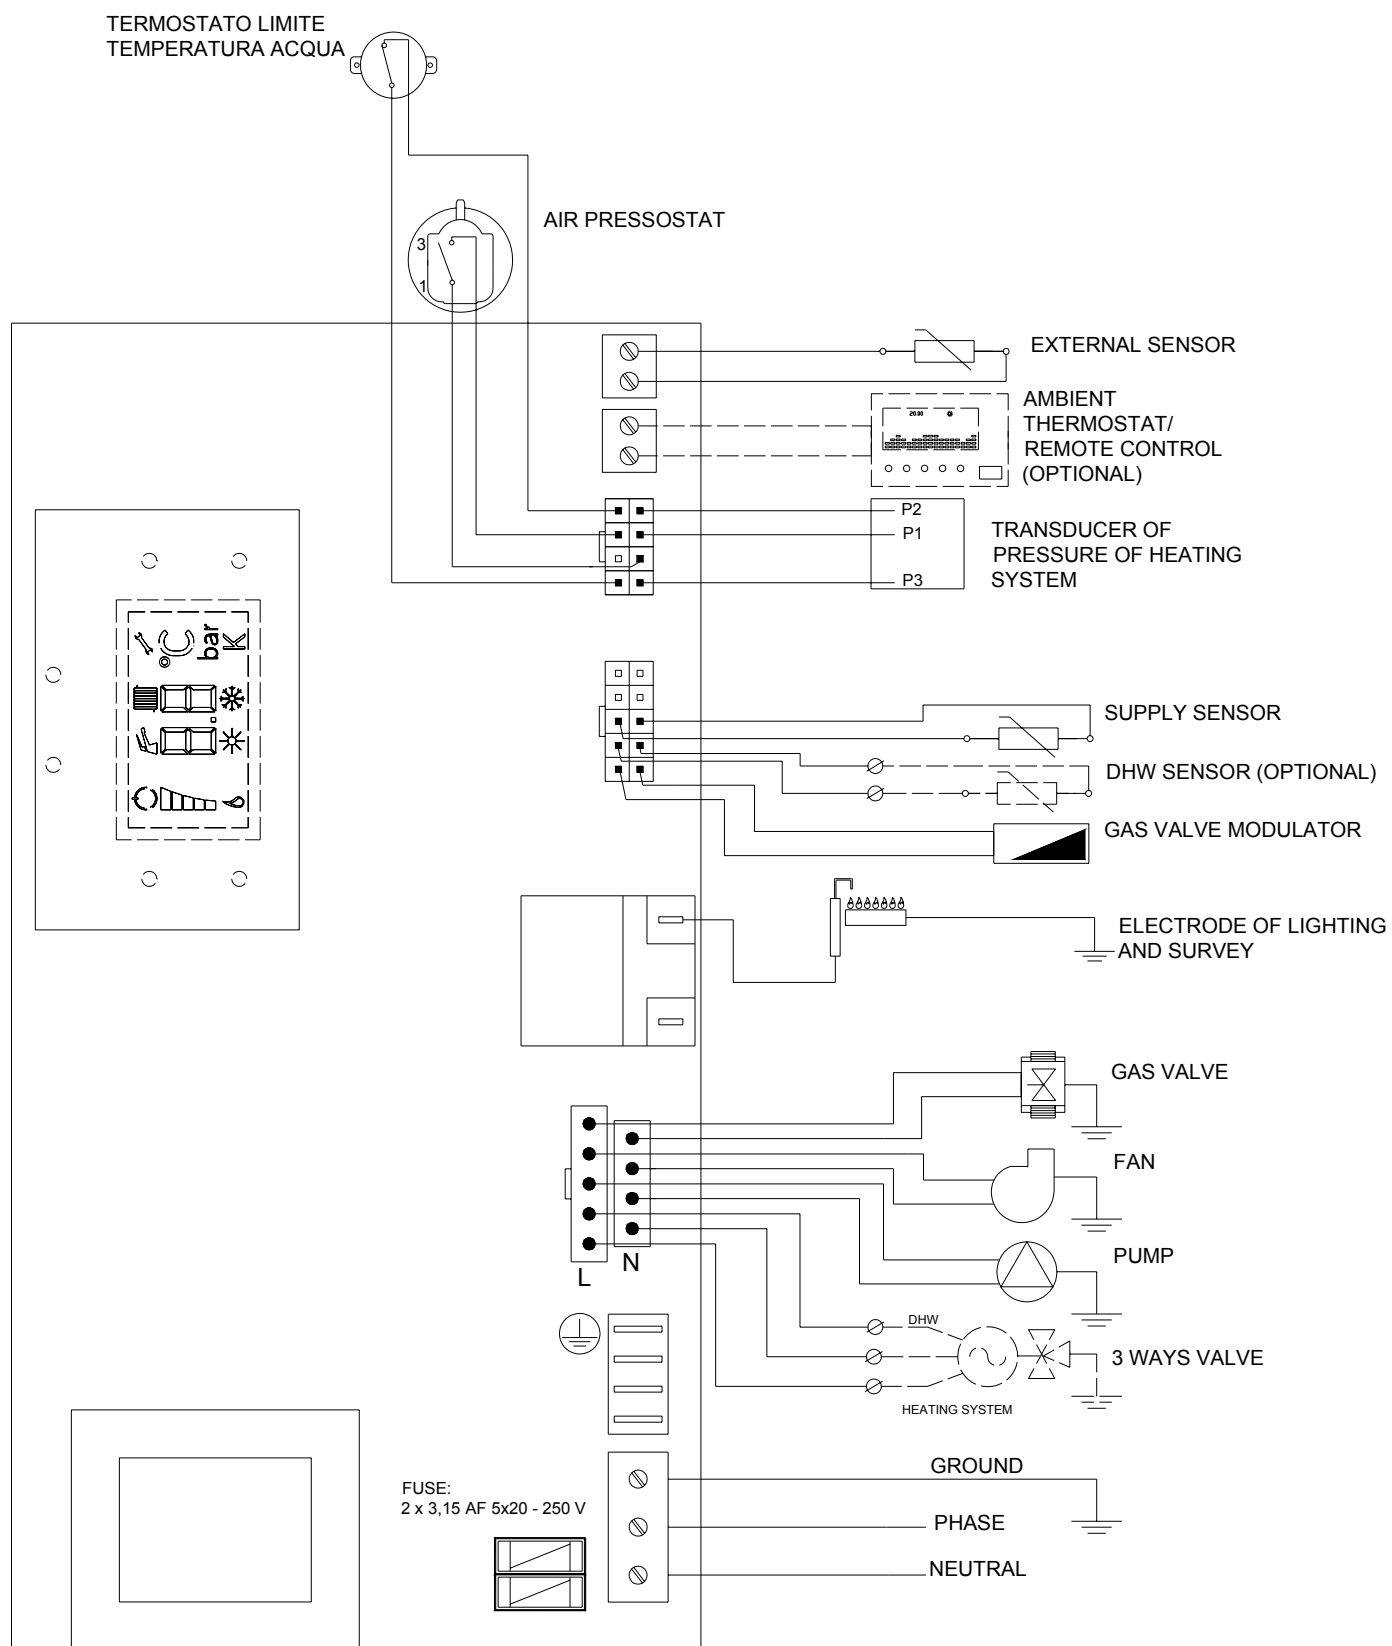 TERMOSTATO LIMITE
TEMPERATURA ACQUA
AIR PRESSOSTAT
3
1
EXTERNAL SENSOR
AMBIENT
THERMOSTAT/
REMOTE CONTROL
(OPTIONAL)
20.00
P2
P1
P3
TRANSDUCER OF
PRESSURE OF HEATING
SYSTEM
°C
bar
K
SUPPLY SENSOR
DHW SENSOR (OPTIONAL)
GAS VALVE MODULATOR
ELECTRODE OF LIGHTING
AND SURVEY
GAS VALVE
FAN
L
N
PUMP
DHW
3 WAYS VALVE
HEATING SYSTEM
GROUND
FUSE:
2 x 3,15 AF 5x20 - 250 V
PHASE
NEUTRAL